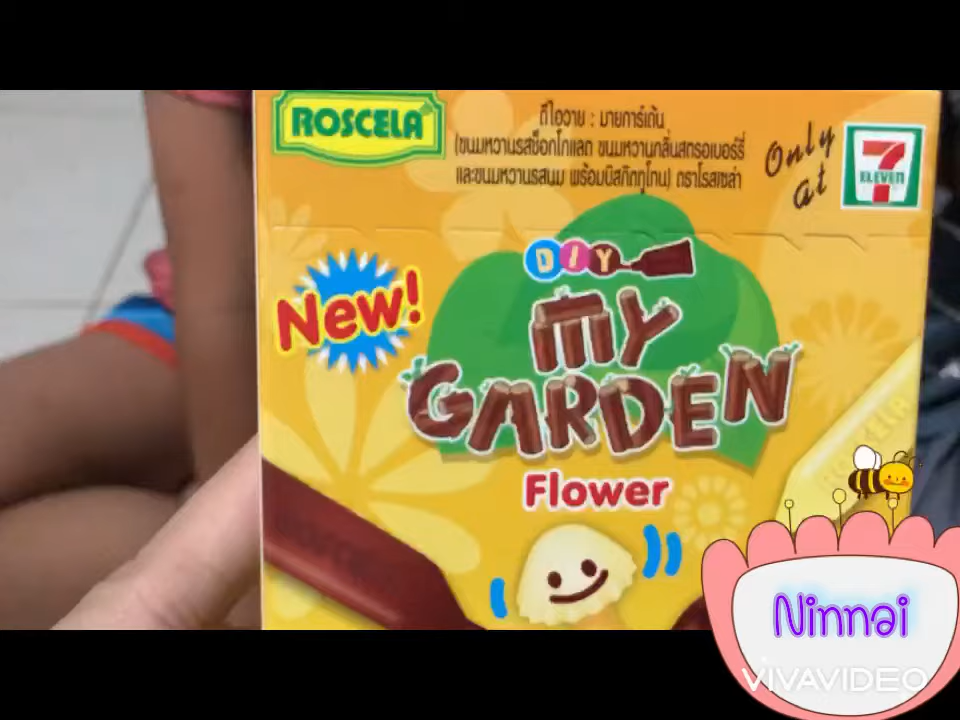 ROSCELA
ดีไอวาย : มายการ์เด้น
(ขนมหวานรสช็อกโกแลต ขนมหวานกลิ่นสตรอเบอร์รี่
และขนมหวานรสนม พร้อมบิสกิตทูโทน) ตราโรสเซล่า
Only
at
7
ELEVEN
DIY
New!
my
GARDEN
Flower
ROSCELA
ROSCELA
Ninnai
VIVAVIDEO